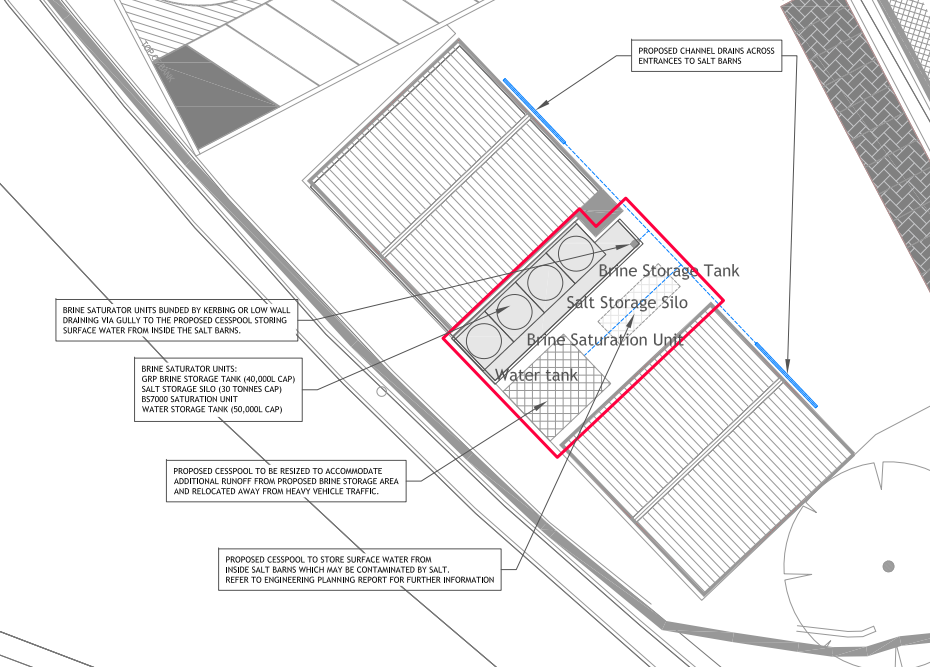 PROPOSED CHANNEL DRAINS ACROSS
ENTRANCES TO SALT BARNS
Brine Storage Tank
Salt Storage Silo
Brine Saturation Unit
Water tank
BRINE SATURATOR UNITS BUNDED BY KERBING OR LOW WALL
DRAINING VIA GULLY TO THE PROPOSED CESSPOOL STORING
SURFACE WATER FROM INSIDE THE SALT BARNS.
BRINE SATURATOR UNITS:
GRP BRINE STORAGE TANK (40,000L CAP)
SALT STORAGE SILO (30 TONNES CAP)
BS7000 SATURATION UNIT
WATER STORAGE TANK (50,000L CAP)
PROPOSED CESSPOOL TO BE RESIZED TO ACCOMMODATE
ADDITIONAL RUNOFF FROM PROPOSED BRINE STORAGE AREA
AND RELOCATED AWAY FROM HEAVY VEHICLE TRAFFIC.
PROPOSED CESSPOOL TO STORE SURFACE WATER FROM
INSIDE SALT BARNS WHICH MAY BE CONTAMINATED BY SALT.
REFER TO ENGINEERING PLANNING REPORT FOR FURTHER INFORMATION